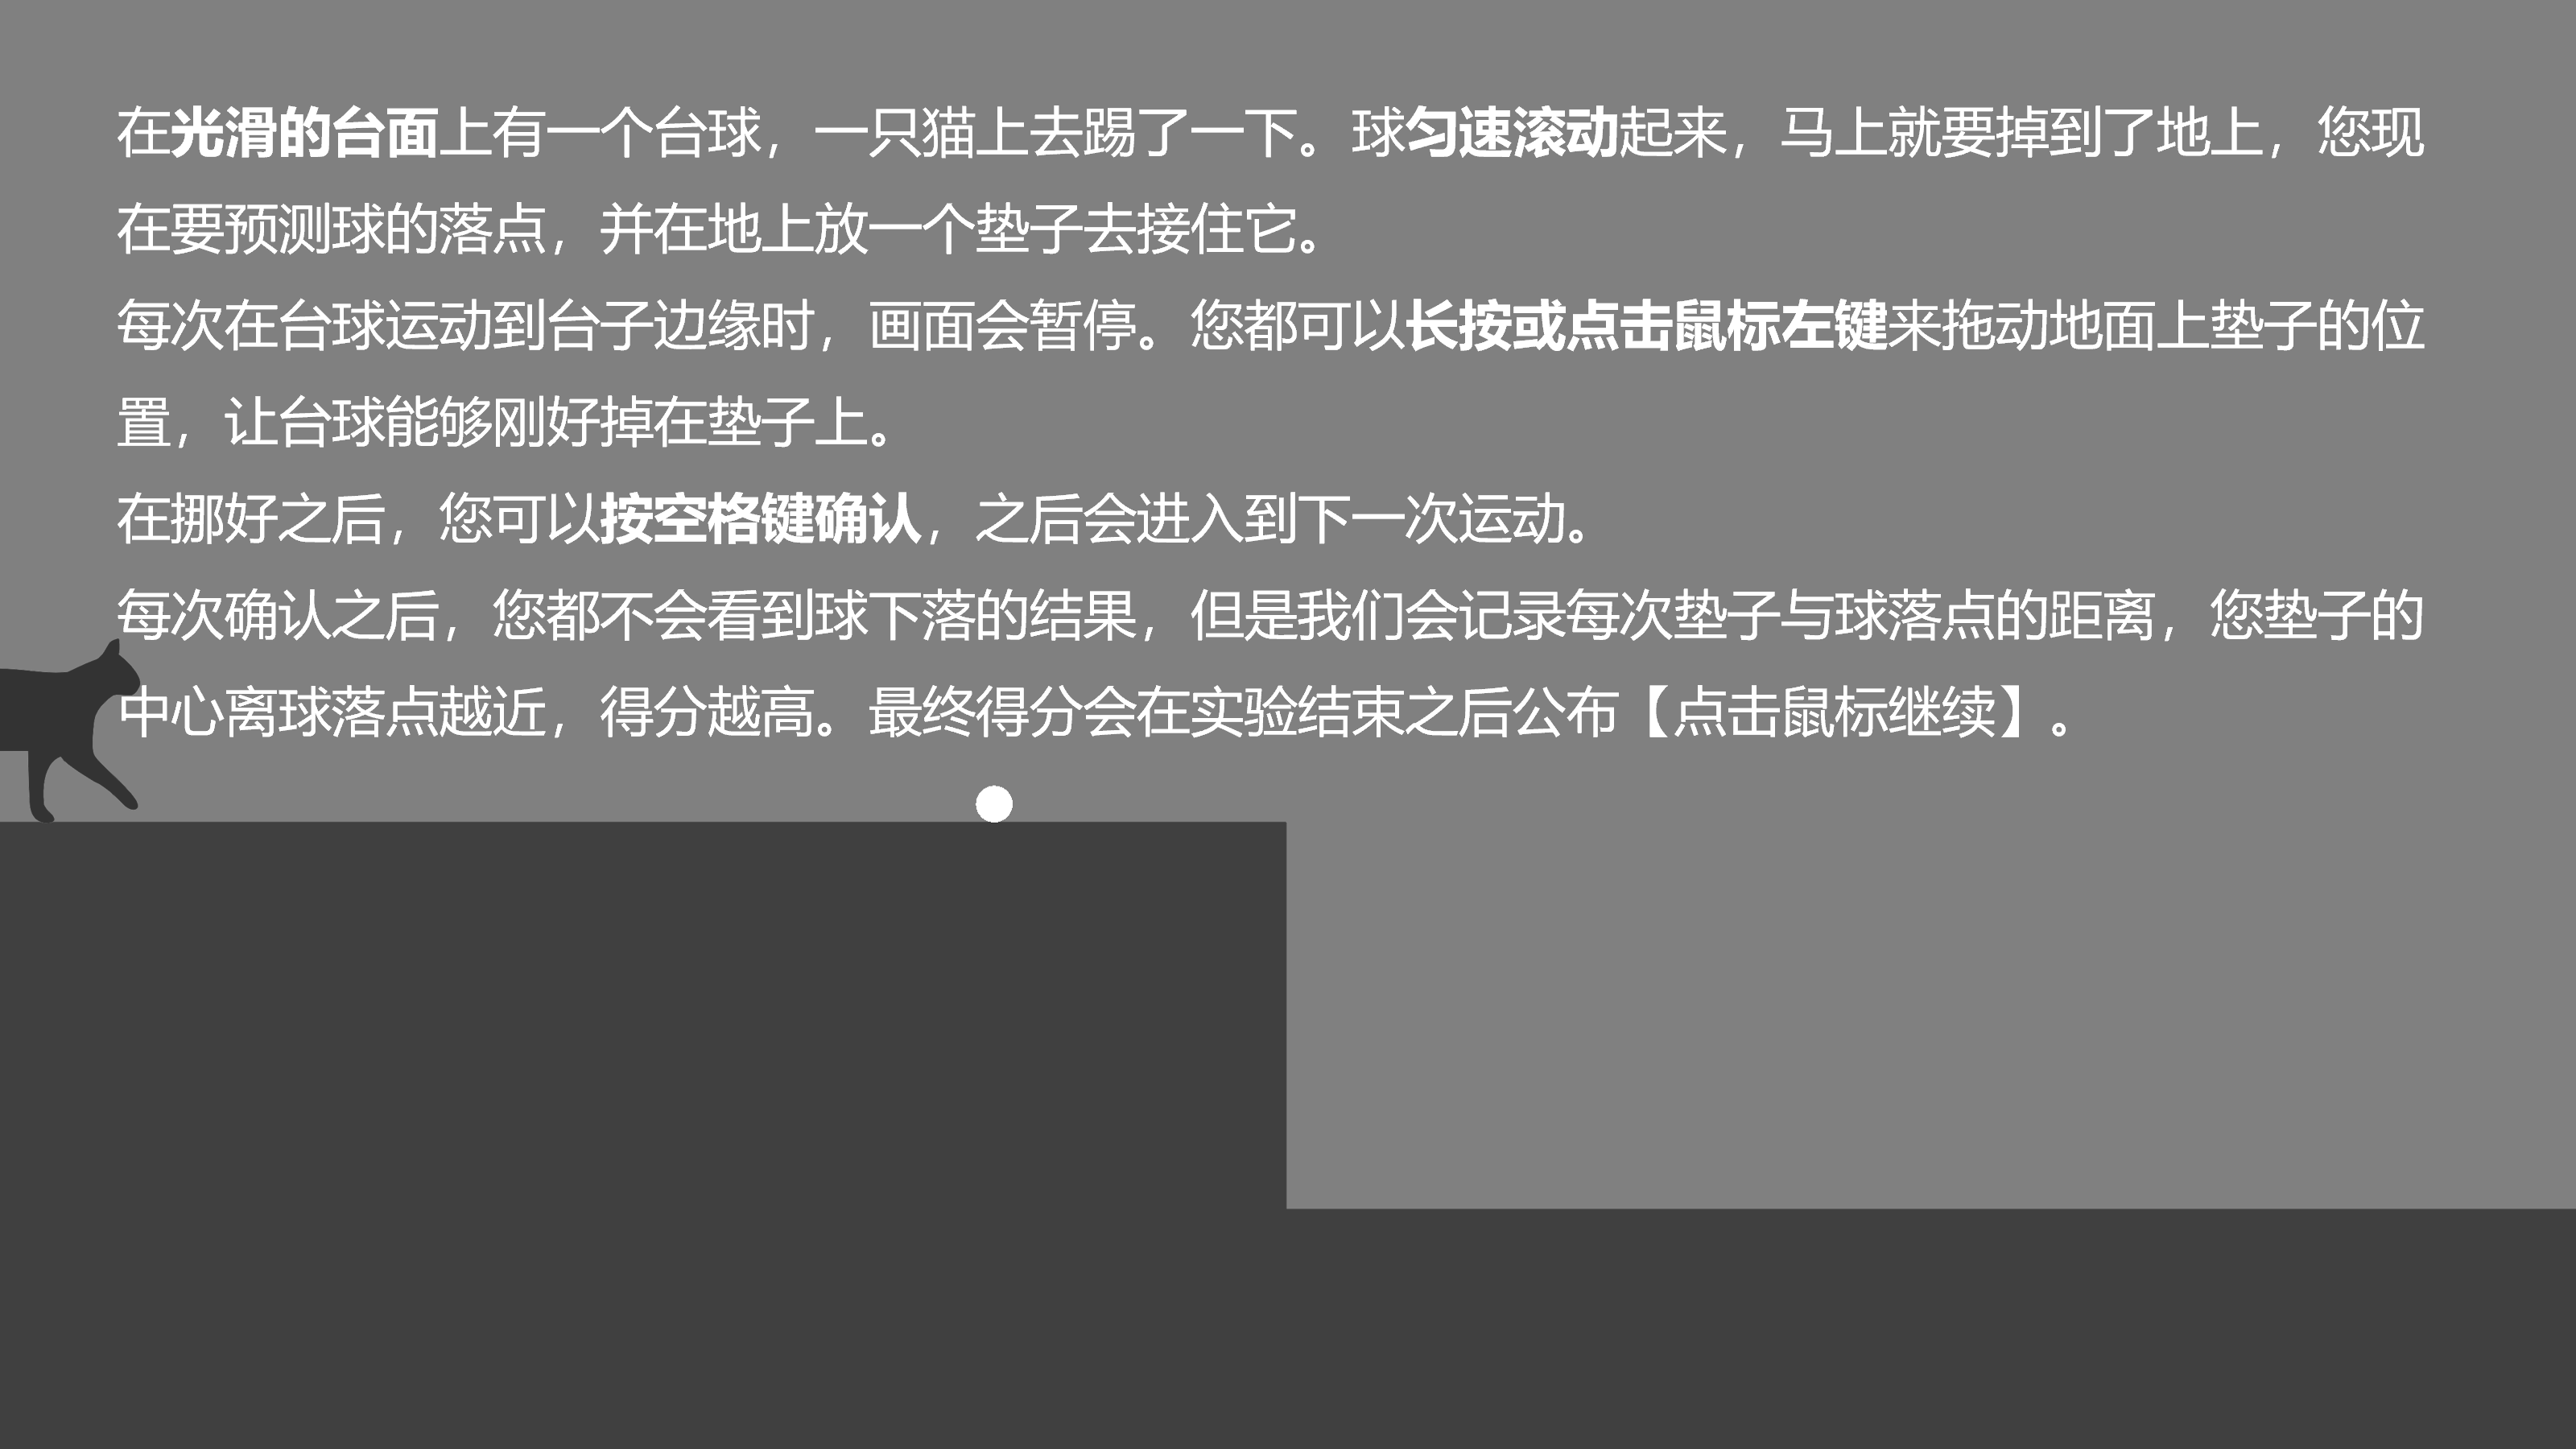 在光滑的台面上有一个台球，一只猫上去踢了一下。球匀速滚动起来，马上就要掉到了地上，您现
在要预测球的落点，并在地上放一个垫子去接住它。
每次在台球运动到台子边缘时，画面会暂停。您都可以长按或点击鼠标左键来拖动地面上垫子的位
置，让台球能够刚好掉在垫子上。
在挪好之后，您可以按空格键确认，之后会进入到下一次运动。
每次确认之后，您都不会看到球下落的结果，但是我们会记录每次垫子与球落点的距离，您垫子的
中心离球落点越近，得分越高。最终得分会在实验结束之后公布【点击鼠标继续】。